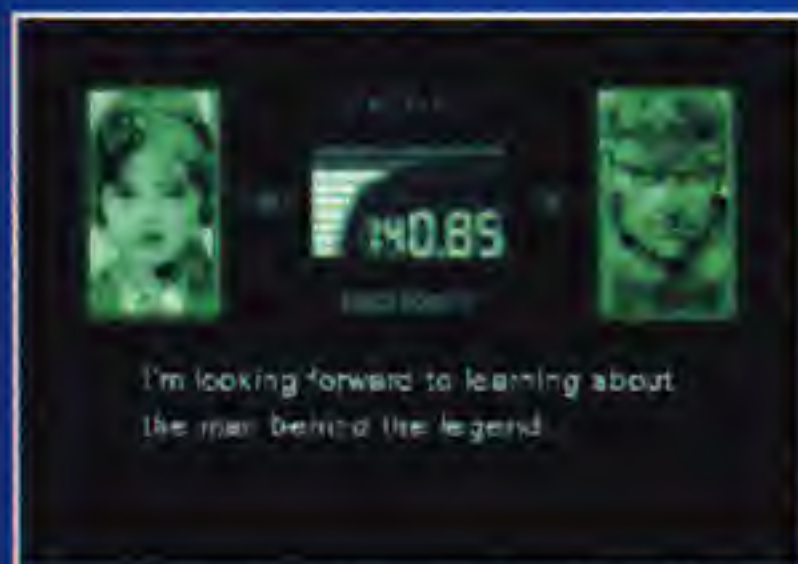 140.85
I'm looking forward to learning about
the man behind the legend.